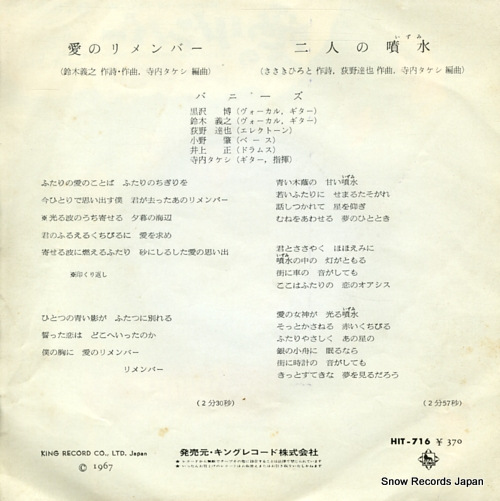 愛のリメンバー
(鈴木義之 作詩・作曲, 寺内タケシ 編曲)
二人の噴水
いずみ
(ささきひろと 作詩, 荻野達也 作曲, 寺内タケシ 編曲)
バニーズ
黒沢 博(ヴォーカル, ギター)
鈴木 義之(ヴォーカル, ギター)
荻野 達也(エレクトーン)
小野 肇(ベース)
井上 正(ドラムス)
寺内タケシ(ギター, 指揮)
ふたりの愛のことば ふたりのちぎりを
今ひとりで思い出す僕 君が去ったあのリメンバー
※光る波のうち寄せる 夕暮の海辺
君のふるえるくちびるに 愛を求め
寄せる波に燃えるふたり 砂にしるした愛の思い出
※印くり返し
ひとつの青い影が ふたつに別れる
誓った恋は どこへいったのか
僕の胸に 愛のリメンバー
リメンバー
(2分30秒)
青い木蔭の 甘い噴水
いずみ
若いふたりに せまるたそがれ
話しつかれて 星を仰ぎ
むねをあわせる 夢のひととき
君とささやく ほほえみに
噴水の中の 灯がともる
いずみ
街に車の 音がしても
ここはふたりの 恋のオアシス
愛の女神が 光る噴水
いずみ
そっとかさねる 赤いくちびる
ふたりやさしく あの星の
銀の小舟に 眠るなら
街に時計の 音がしても
きっとすてきな 夢を見るだろう
(2分57秒)
KING RECORD CO., LTD. Japan
© 1967
発売元・キングレコード株式会社
HIT-716 ¥370
Snow Records Japan